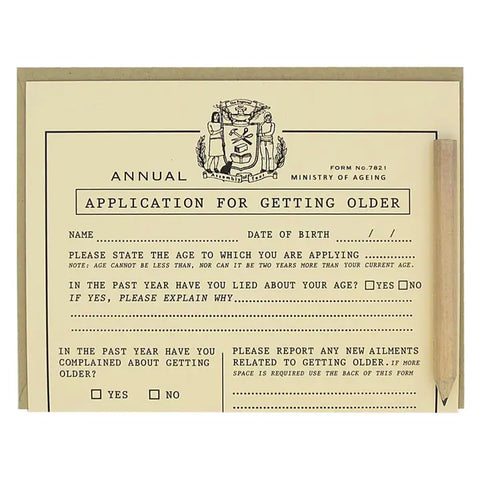 The Regional
Assembly Text
FORM No.7821
ANNUAL
MINISTRY OF AGEING
APPLICATION FOR GETTING OLDER
NAME DATE OF BIRTH / /
PLEASE STATE THE AGE TO WHICH YOU ARE APPLYING
NOTE: AGE CANNOT BE LESS THAN, NOR CAN IT BE TWO YEARS MORE THAN YOUR CURRENT AGE.
IN THE PAST YEAR HAVE YOU LIED ABOUT YOUR AGE? YES NO
IF YES, PLEASE EXPLAIN WHY
IN THE PAST YEAR HAVE YOU
COMPLAINED ABOUT GETTING
OLDER?
YES NO
PLEASE REPORT ANY NEW AILMENTS
RELATED TO GETTING OLDER. IF MORE
SPACE IS REQUIRED USE THE BACK OF THIS FORM